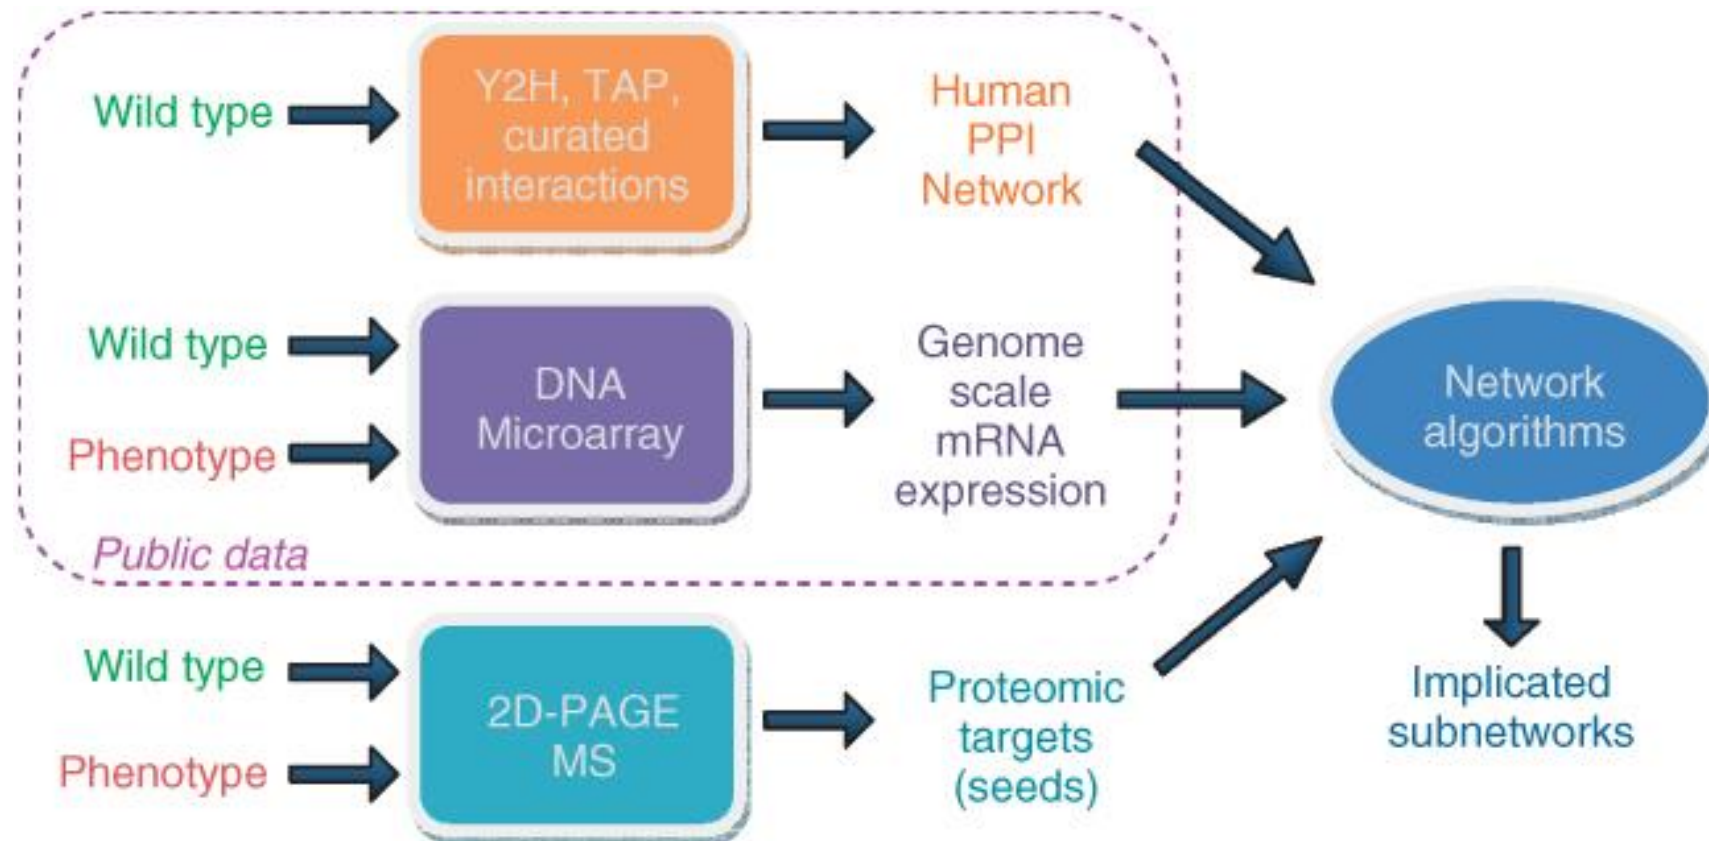 Wild type
Y2H, TAP,
curated
interactions
Human
PPI
Network
Wild type
Phenotype
DNA
Microarray
Genome
scale
mRNA
expression
Network
algorithms
Public data
Wild type
Phenotype
2D-PAGE
MS
Proteomic
targets
(seeds)
Implicated
subnetworks